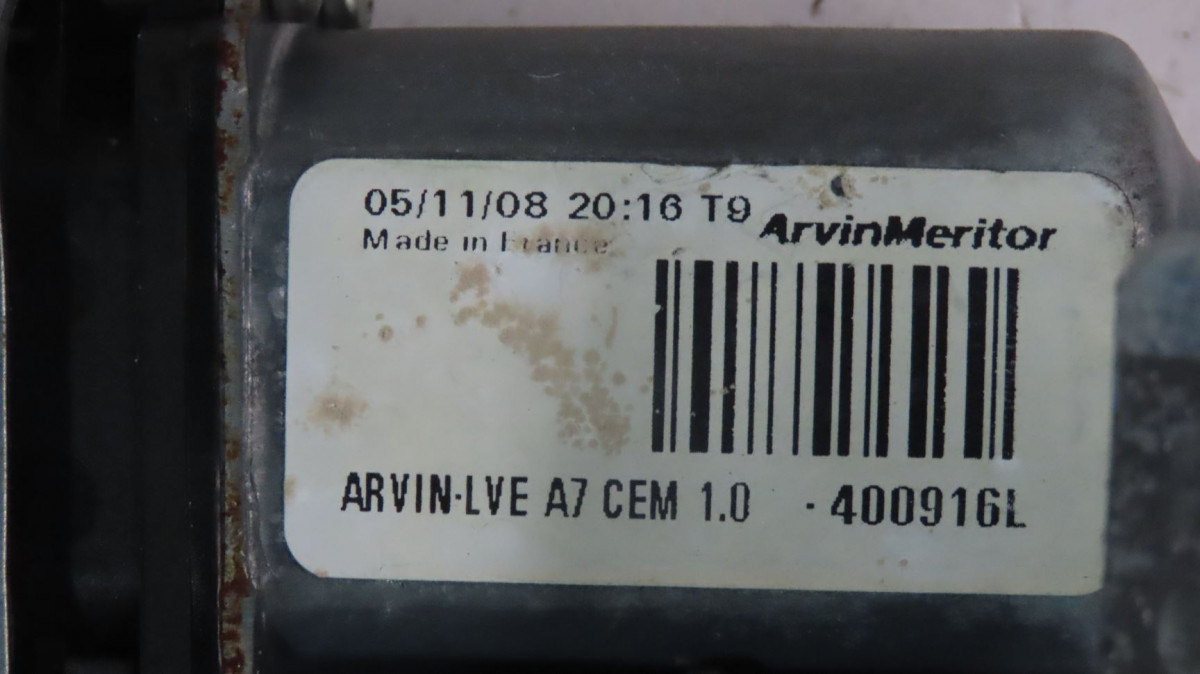 05/11/08 20:16 T9
Made in France
ArvinMeritor
ARVIN-LVE A7 CEM 1.0 - 400916L